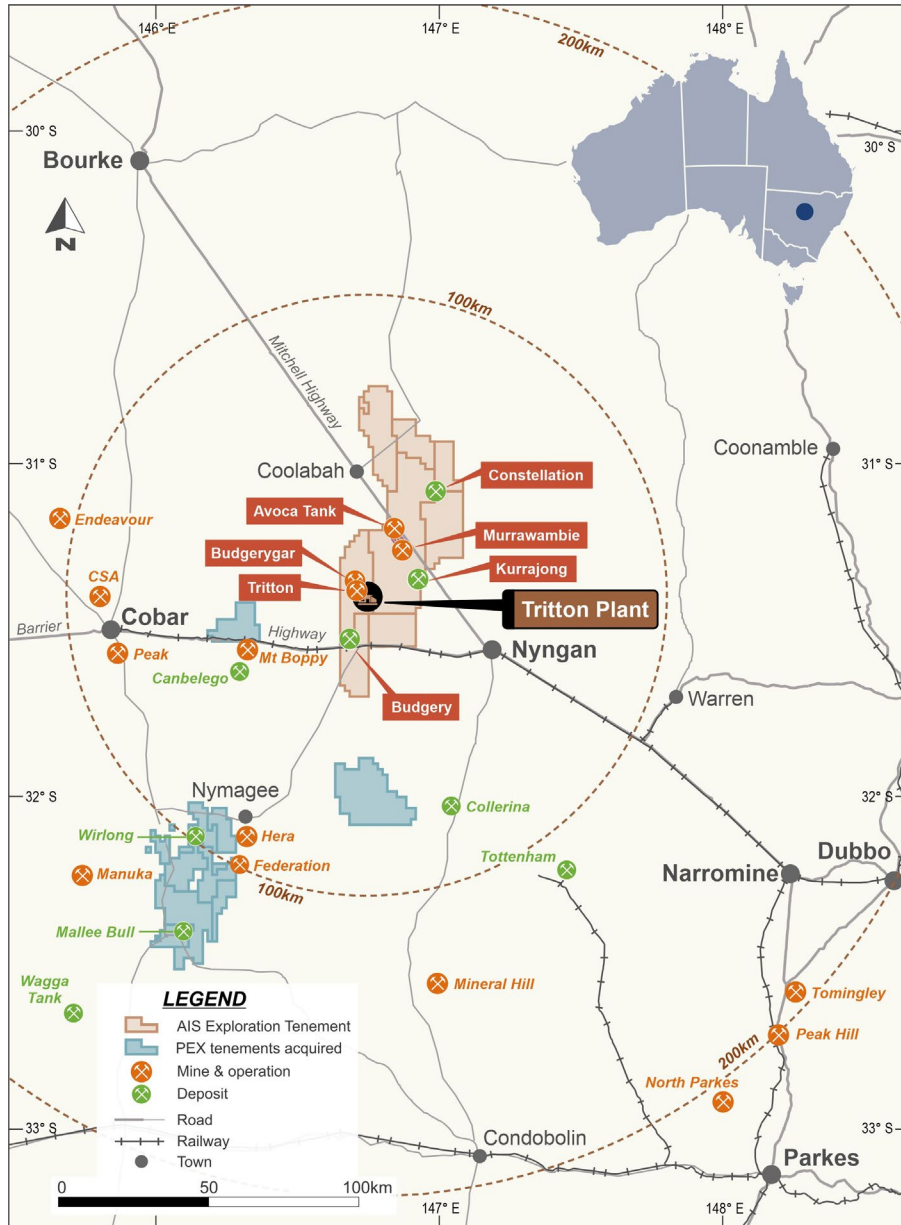 146° E
147° E
148° E
200km
30° S
30° S
Bourke
N
100km
Mitchell Highway
Coonamble
31° S
31° S
Coolabah
Constellation
Avoca Tank
Endeavour
Murrawambie
Budgerygar
Kurrajong
CSA
Tritton
Tritton Plant
Cobar
Barrier
Highway
Peak
Mt Boppy
Nyngan
Canbelego
Warren
Budgery
32° S
32° S
Nymagee
Collerina
Wirlong
Hera
Tottenham
Dubbo
Manuka
Federation
Narromine
100km
Mallee Bull
Wagga
Tank
Mineral Hill
Tomingley
LEGEND
AIS Exploration Tenement
PEX tenements acquired
Mine & operation
Deposit
Road
Railway
Town
Peak Hill
200km
North Parkes
33° S
33° S
Condobolin
Parkes
0
50
100km
147° E
148° E